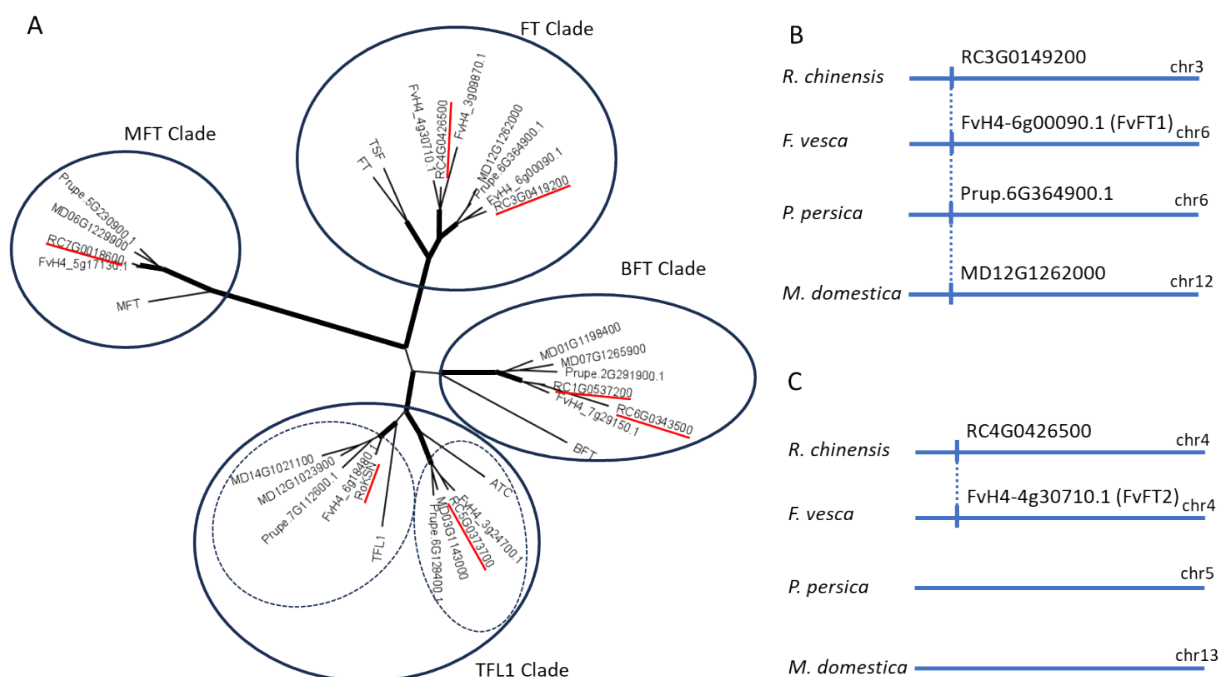 A
FT Clade
FvH4_4g30710.1
RC4G0426500
FvH4_3g09870.1
TSF
FT
MD12G1262000
Prupe.6G364900.1
FvH4_6g00090.1
RC3G0419200
MFT Clade
Prupe.5G230900.1
MD06G1229900
RC7G0018600
FvH4_5g17130.1
MFT
BFT Clade
MD01G1198400
MD07G1265900
Prupe.2G291900.1
RC1G0537200
RC6G0343500
FvH4_7g29150.1
BFT
MD14G1021100
MD12G1023900
Prupe.7G112600.1
FvH4_6g18480.1
RoKSN
TFL1
ATC
FvH4_3g24700.1
RC5G0373700
MD03G1143000
Prupe.6G128400.1
TFL1 Clade
B
R. chinensis
RC3G0149200
chr3
F. vesca
FvH4-6g00090.1 (FvFT1)
chr6
P. persica
Prup.6G364900.1
chr6
M. domestica
MD12G1262000
chr12
C
R. chinensis
RC4G0426500
chr4
F. vesca
FvH4-4g30710.1 (FvFT2)
chr4
P. persica
chr5
M. domestica
chr13